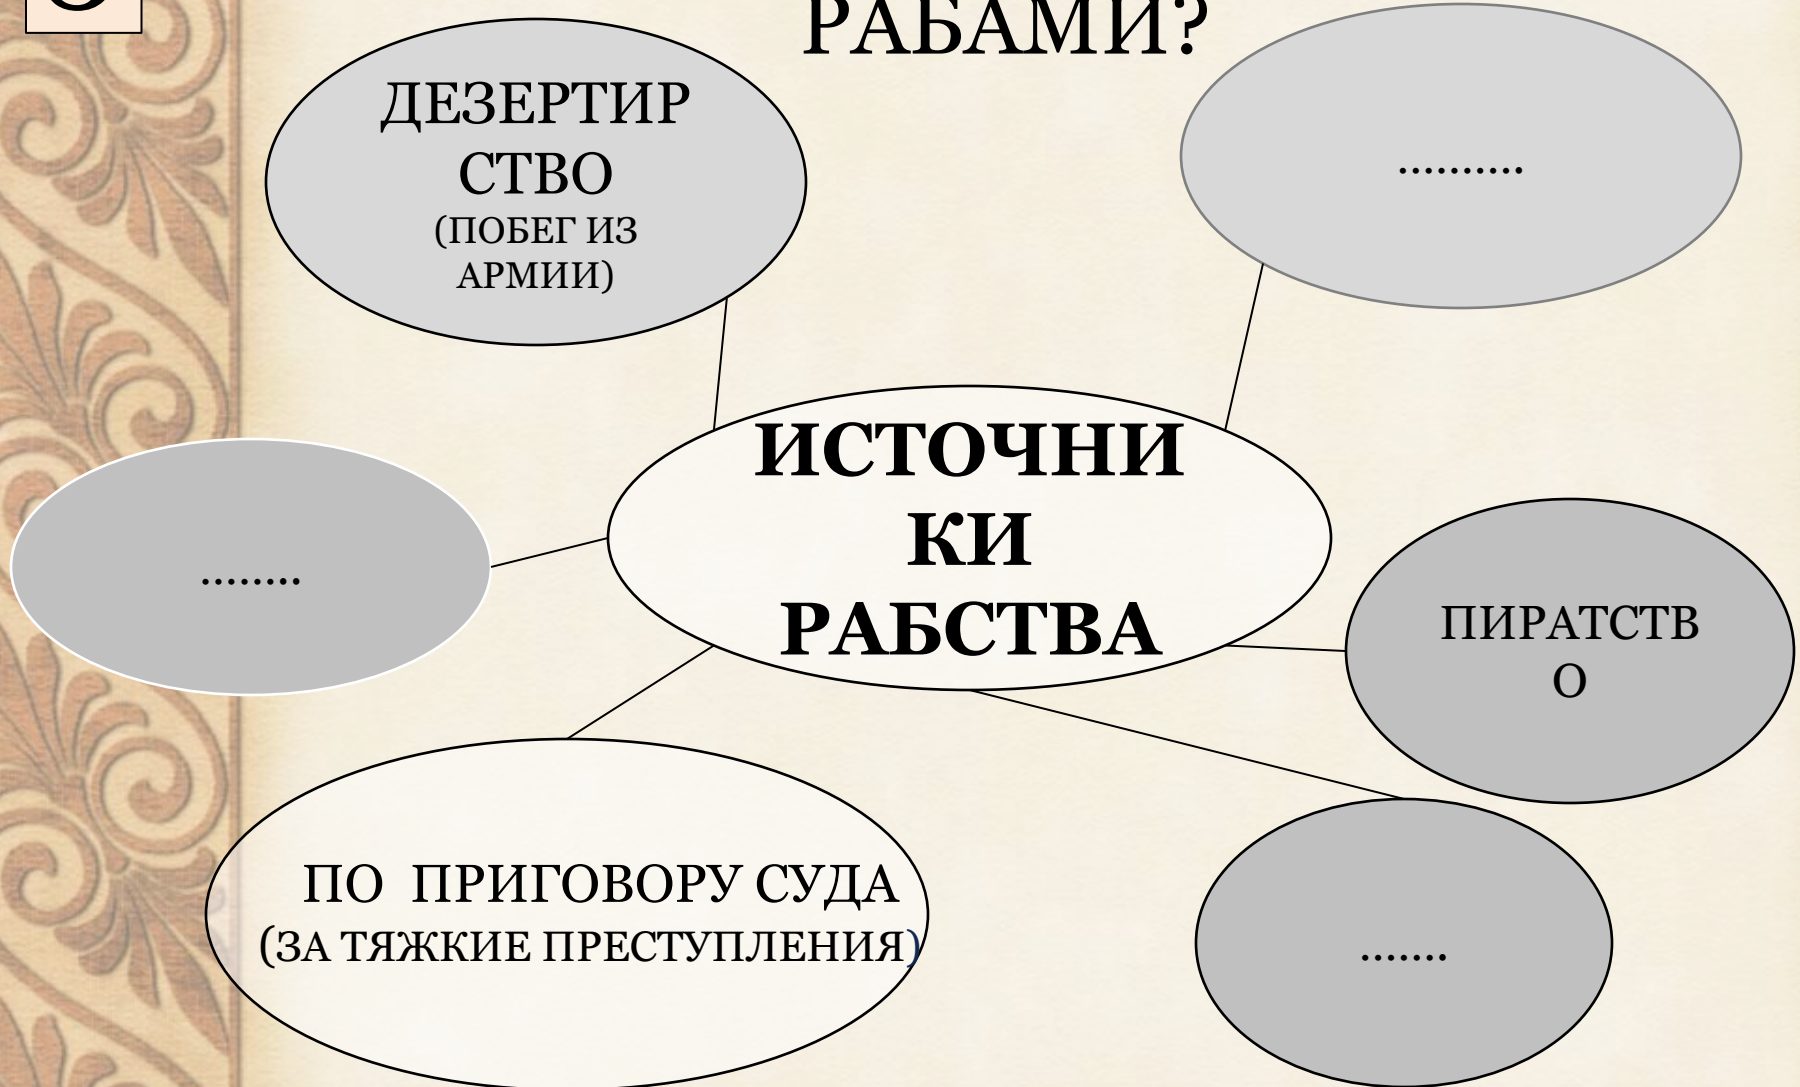 РАБАМИ?
ДЕЗЕРТИР
СТВО
(ПОБЕГ ИЗ
АРМИИ)
..........
ИСТОЧНИ
КИ
РАБСТВА
........
ПИРАТСТВ
О
ПО  ПРИГОВОРУ СУДА
(ЗА ТЯЖКИЕ ПРЕСТУПЛЕНИЯ)
.......